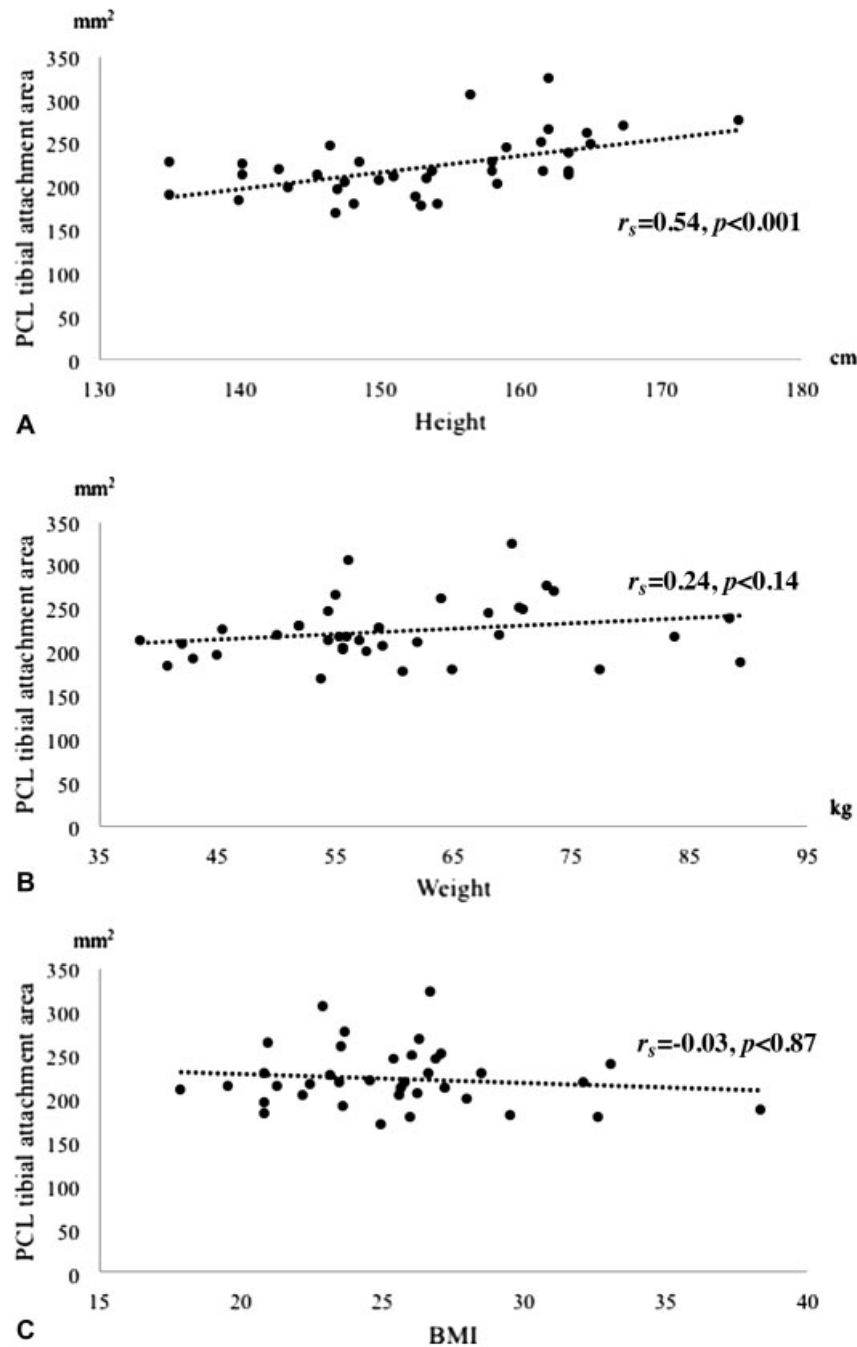 mm²
350
300
250
200
150
100
50
0
PCL tibial attachment area
rs=0.54, p<0.001
130 140 150 160 170 180 cm
Height
A
mm²
350
300
250
200
150
100
50
0
PCL tibial attachment area
rs=0.24, p<0.14
kg
35 45 55 65 75 85 95
Weight
B
mm²
350
300
250
200
150
100
50
0
PCL tibial attachment area
rs=-0.03, p<0.87
15 20 25 30 35 40
BMI
C